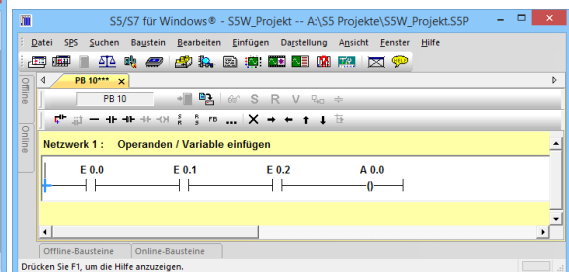 S5/S7 für Windows® - S5W_Projekt -- A:\S5 Projekte\S5W_Projekt.S5P
Datei SPS Suchen Baustein Bearbeiten Einfügen Darstellung Ansicht Fenster Hilfe
PB 10***
Offline
Online
PB 10
S R V
FB ...
Netzwerk 1 : Operanden / Variable einfügen
E 0.0 E 0.1 E 0.2 A 0.0
Offline-Bausteine Online-Bausteine
Drücken Sie F1, um die Hilfe anzuzeigen.